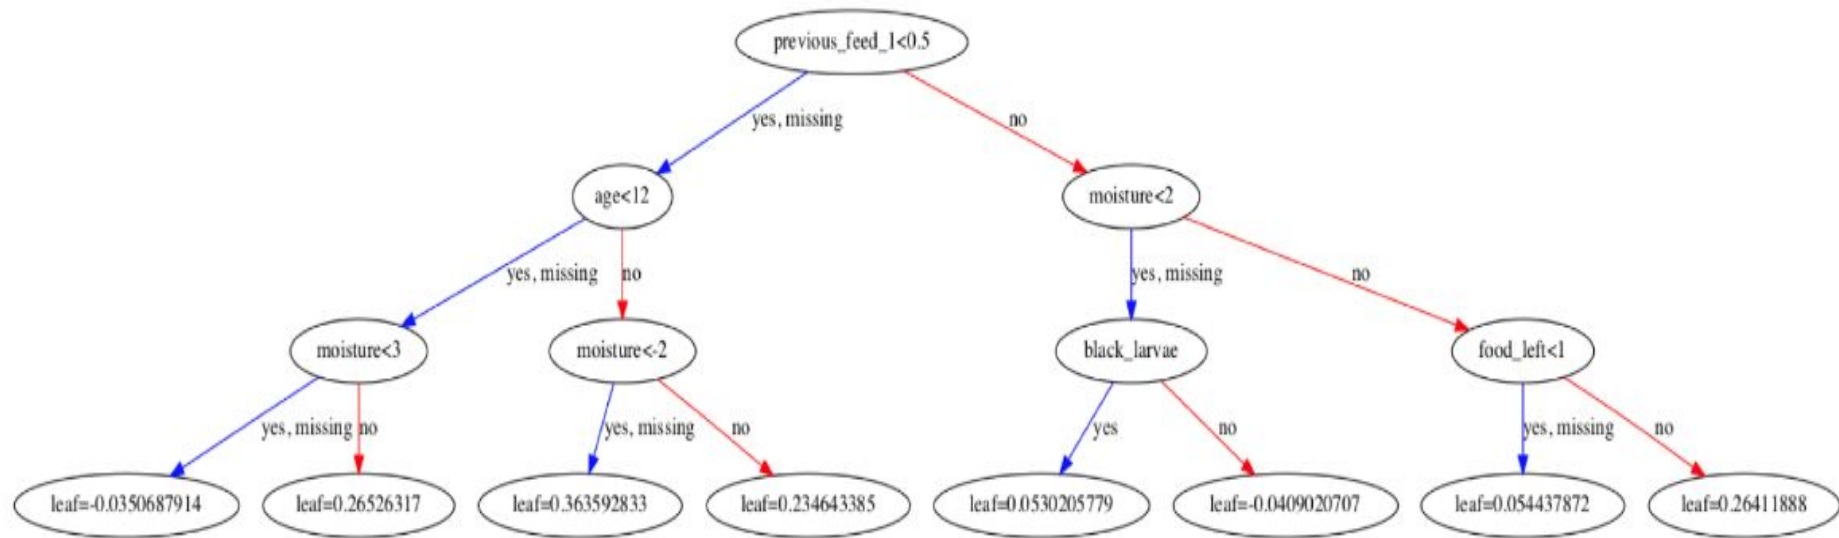 previous_feed_1<0.5
yes, missing
no
age<12
moisture<2
yes, missing
no
yes, missing
no
moisture<3
moisture<-2
black_larvae
food_left<1
yes, missing
no
yes, missing
no
yes
no
yes, missing
no
leaf=-0.0350687914
leaf=0.26526317
leaf=0.363592833
leaf=0.234643385
leaf=0.0530205779
leaf=-0.0409020707
leaf=0.054437872
leaf=0.26411888